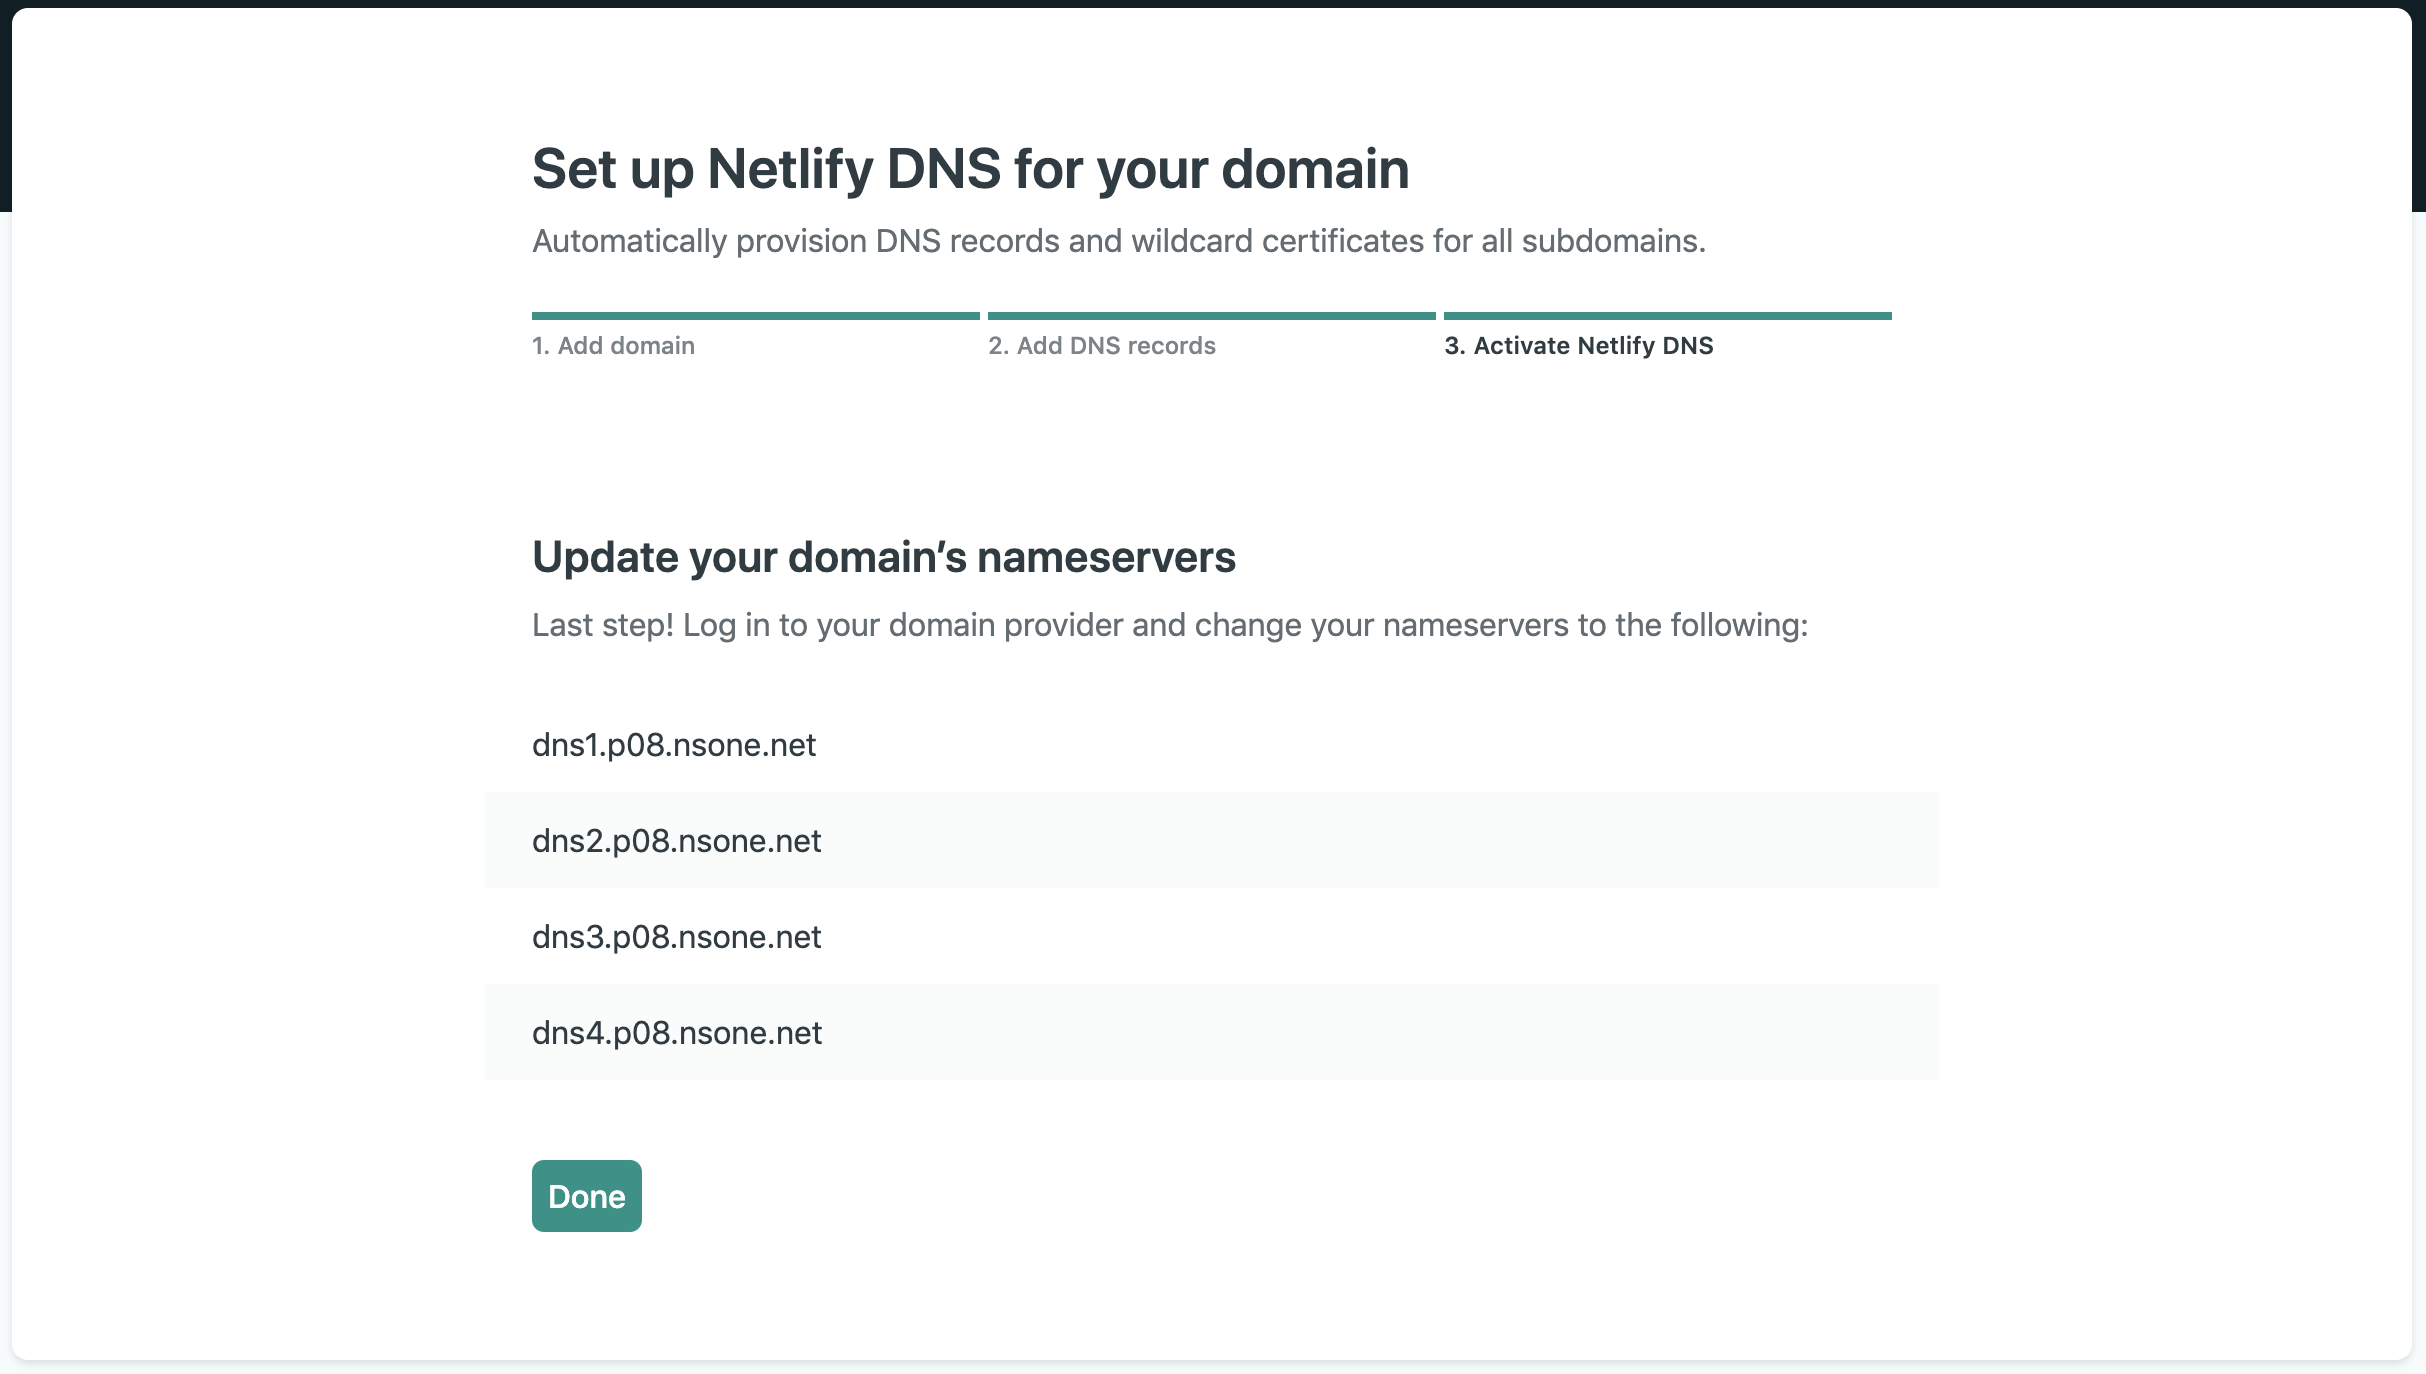 Set up Netlify DNS for your domain
Automatically provision DNS records and wildcard certificates for all subdomains.
1. Add domain
2. Add DNS records
3. Activate Netlify DNS
Update your domain’s nameservers
Last step! Log in to your domain provider and change your nameservers to the following:
dns1.p08.nsone.net
dns2.p08.nsone.net
dns3.p08.nsone.net
dns4.p08.nsone.net
Done